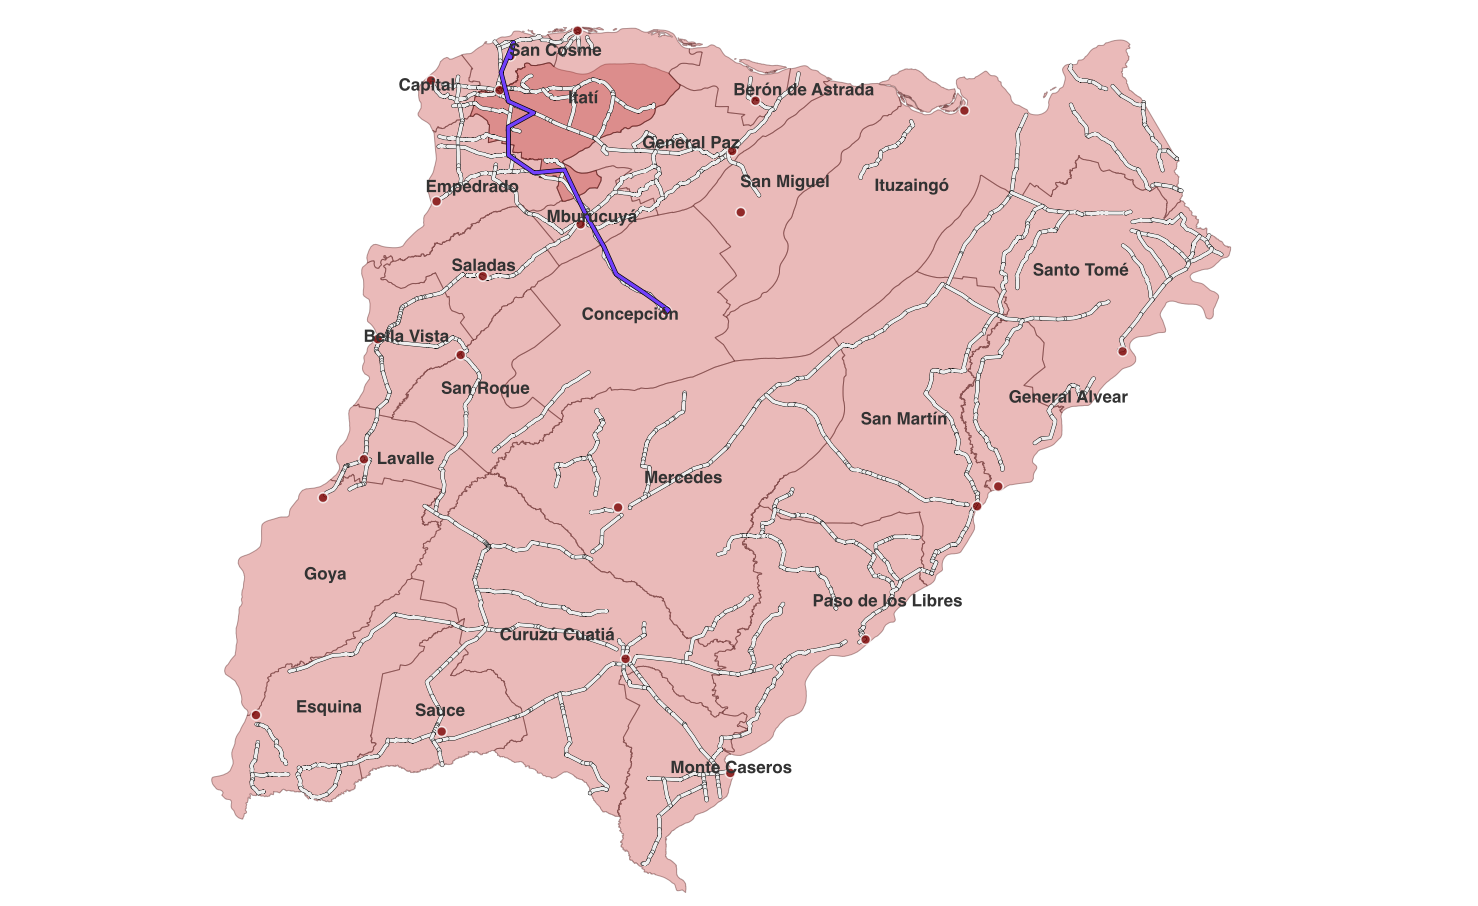 San Cosme
Capital
Itatí
Berón de Astrada
General Paz
San Miguel
Ituzaingó
Empedrado
Mburucuyá
Saladas
Santo Tomé
Concepción
Bella Vista
San Roque
General Alvear
San Martín
Lavalle
Mercedes
Goya
Paso de los Libres
Curuzú Cuatiá
Esquina
Sauce
Monte Caseros